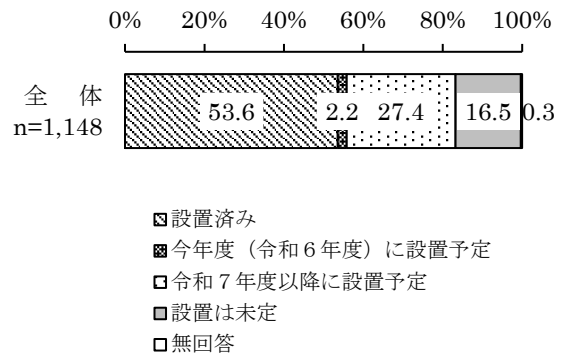 0% 20% 40% 60% 80% 100%
全 体
n=1,148
53.6 2.2 27.4 16.5 0.3
設置済み
今年度（令和６年度）に設置予定
令和７年度以降に設置予定
設置は未定
無回答